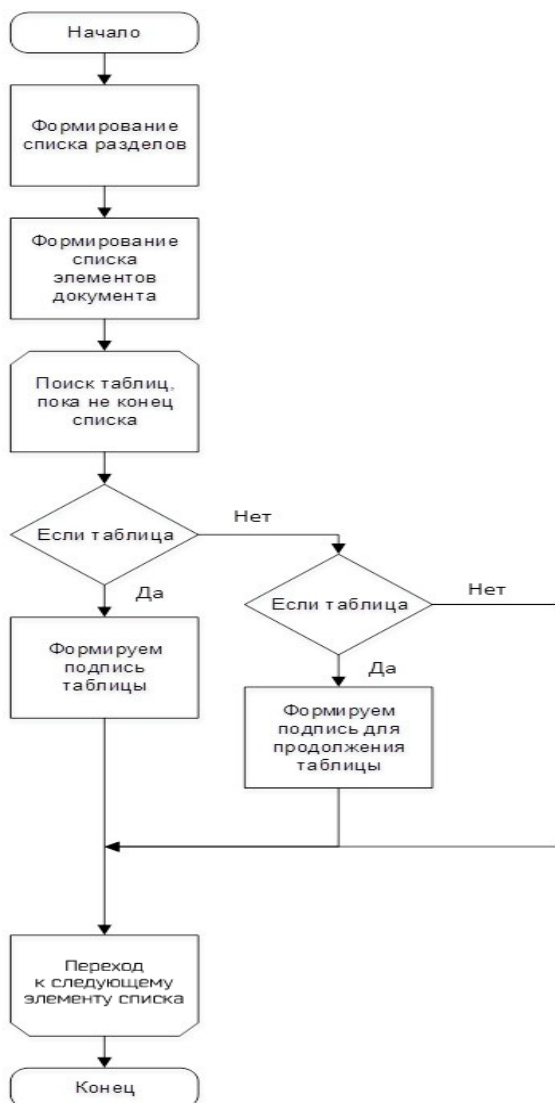 Начало
Формирование
списка разделов
Формирование
списка
элементов
документа
Поиск таблиц,
пока не конец
списка
Если таблица
Нет
Да
Если таблица
Нет
Да
Формируем
подпись
таблицы
Формируем
подпись для
продолжения
таблицы
Переход
к следующему
элементу списка
Конец